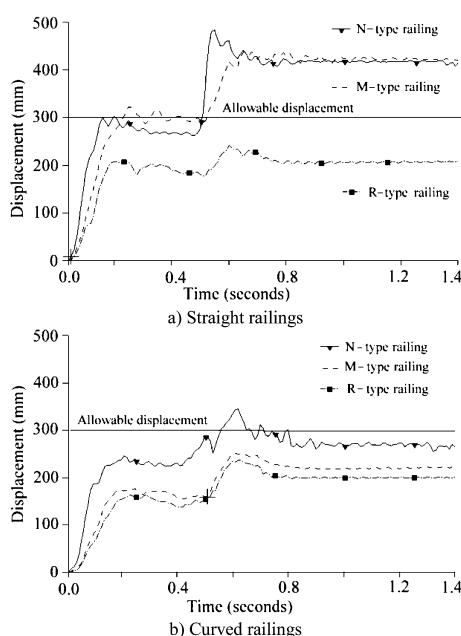 500
400
300
200
100
0
Displacement (mm)
N-type railing
M-type railing
Allowable displacement
R-type railing
0.0 0.4 0.8 1.2 1.4
Time (seconds)
a) Straight railings
500
400
300
200
100
0
Displacement (mm)
N-type railing
M-type railing
R-type railing
Allowable displacement
0.0 0.4 0.8 1.2 1.4
Time (seconds)
b) Curved railings